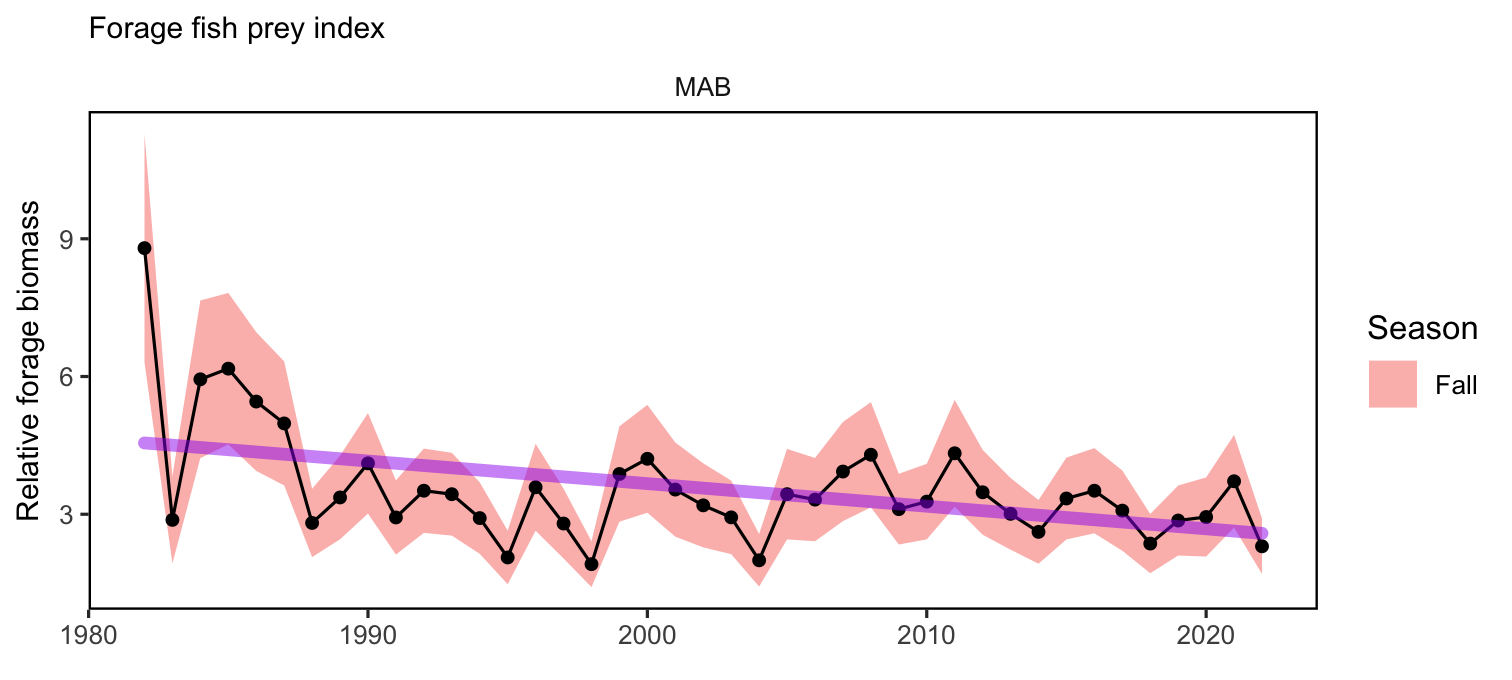 Forage fish prey index
MAB
Relative forage biomass
9
6
3
1980 1990 2000 2010 2020
Season
Fall